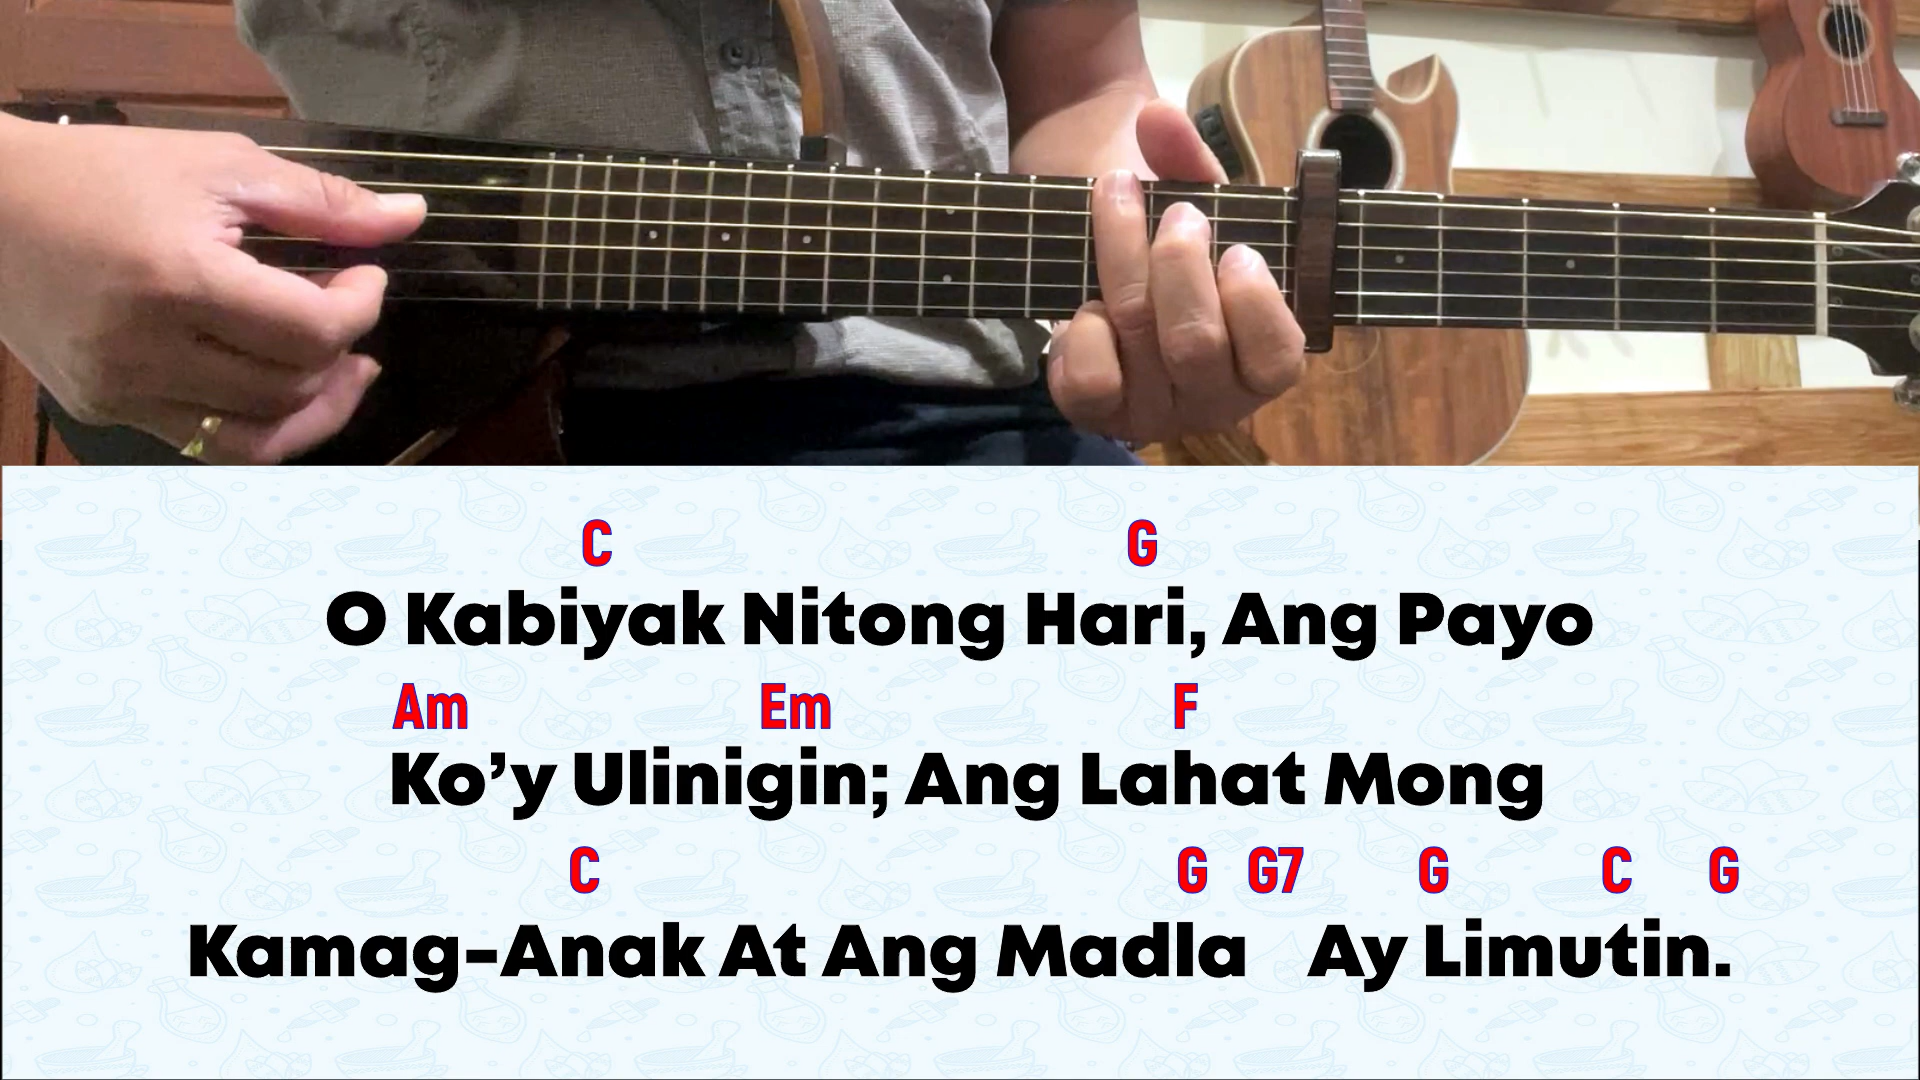 C G
O Kabiyak Nitong Hari, Ang Payo
Am Em F
Ko’y Ulinigin; Ang Lahat Mong
C G G7 G C G
Kamag-Anak At Ang Madla Ay Limutin.